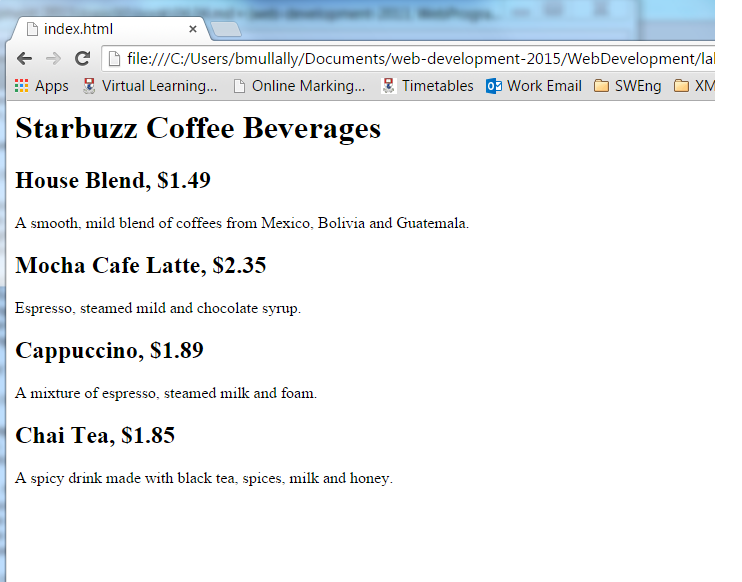 index.html
file:///C:/Users/bmullally/Documents/web-development-2015/WebDevelopment/lal
Apps Virtual Learning... Online Marking... Timetables Work Email SWEng XM
Starbuzz Coffee Beverages
House Blend, $1.49
A smooth, mild blend of coffees from Mexico, Bolivia and Guatemala.
Mocha Cafe Latte, $2.35
Espresso, steamed mild and chocolate syrup.
Cappuccino, $1.89
A mixture of espresso, steamed milk and foam.
Chai Tea, $1.85
A spicy drink made with black tea, spices, milk and honey.